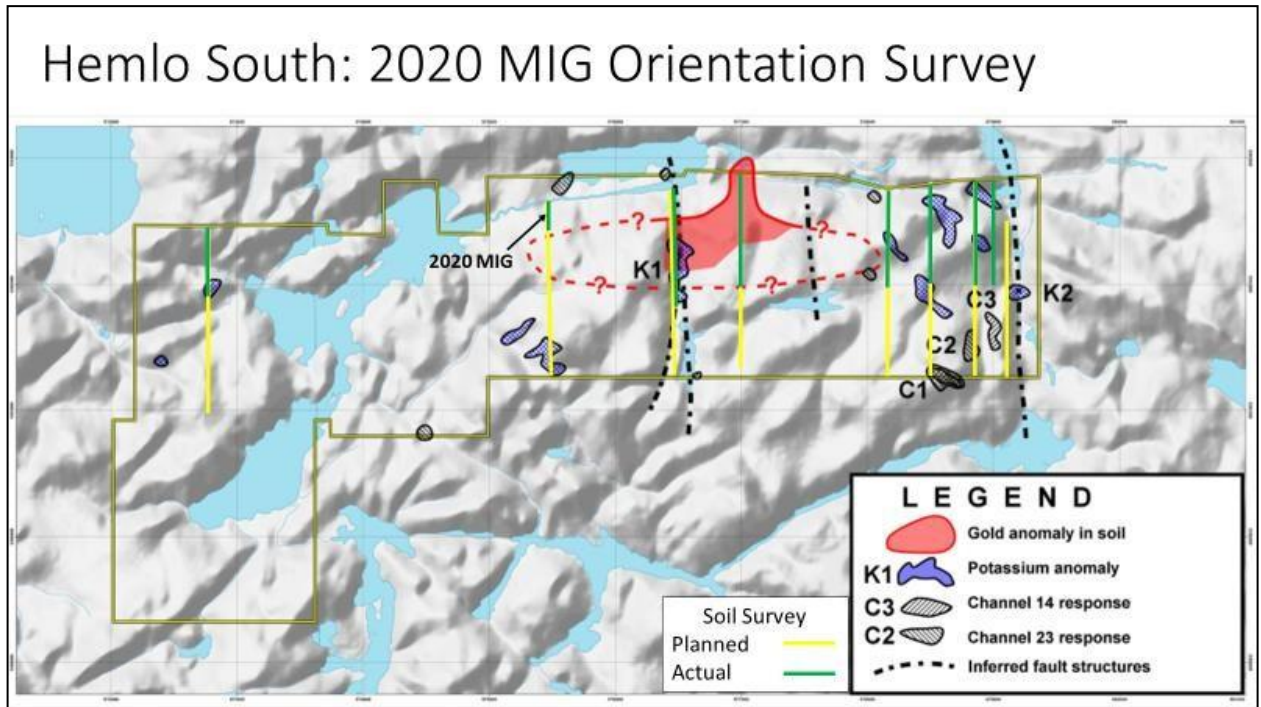 Hemlo South: 2020 MIG Orientation Survey
?
?
2020 MIG
K1
?
?
C3
K2
C2
C1
LEGEND
Gold anomaly in soil
K1 Potassium anomaly
C3 Channel 14 response
C2 Channel 23 response
Inferred fault structures
Soil Survey
Planned
Actual